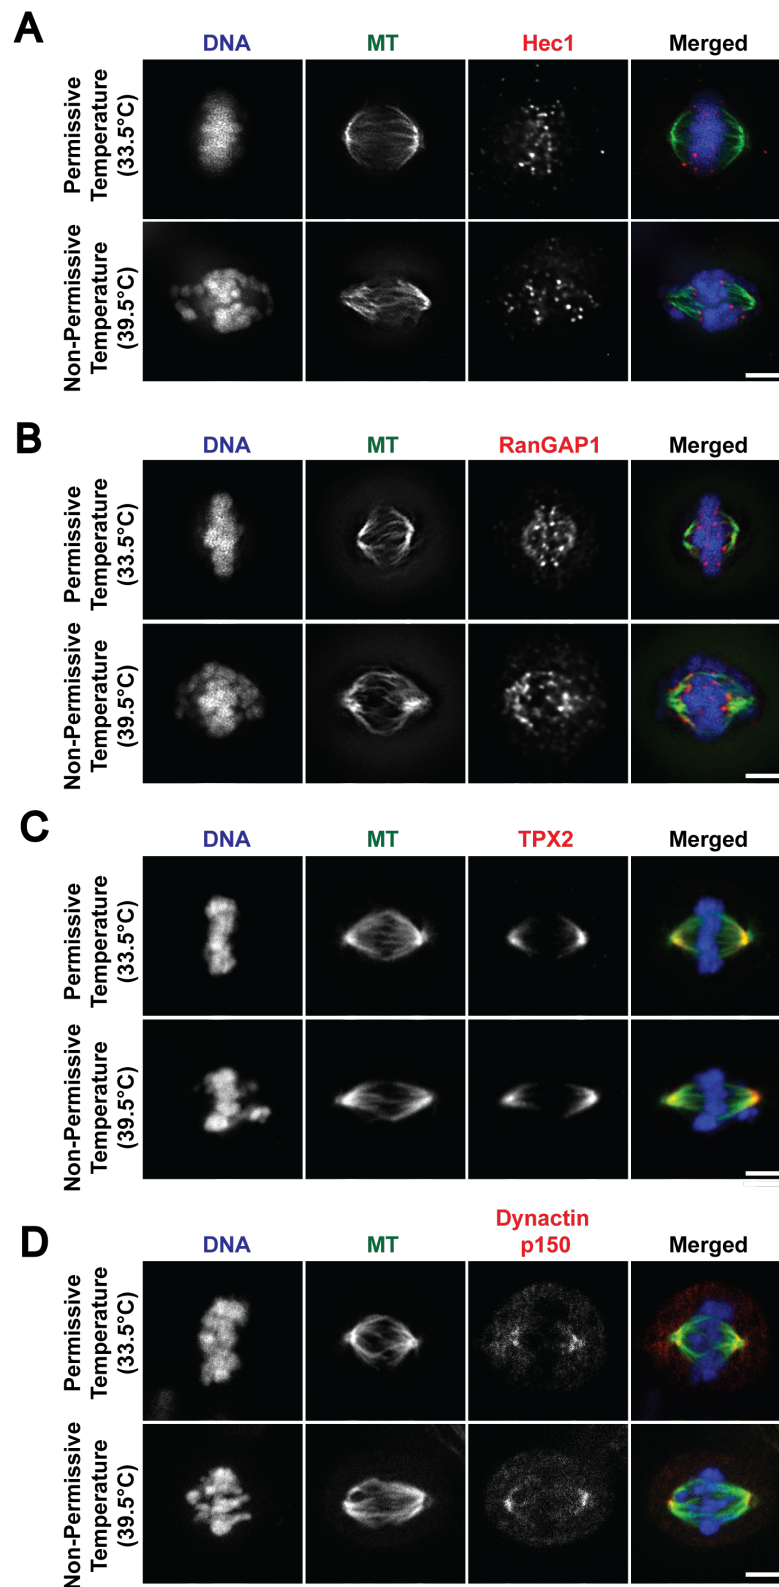 A
DNA MT Hec1 Merged
Permissive
Temperature
(33.5°C)
Non-Permissive
Temperature
(39.5°C)
B
DNA MT RanGAP1 Merged
Permissive
Temperature
(33.5°C)
Non-Permissive
Temperature
(39.5°C)
C
DNA MT TPX2 Merged
Permissive
Temperature
(33.5°C)
Non-Permissive
Temperature
(39.5°C)
D
DNA MT Dynactin
p150 Merged
Permissive
Temperature
(33.5°C)
Non-Permissive
Temperature
(39.5°C)